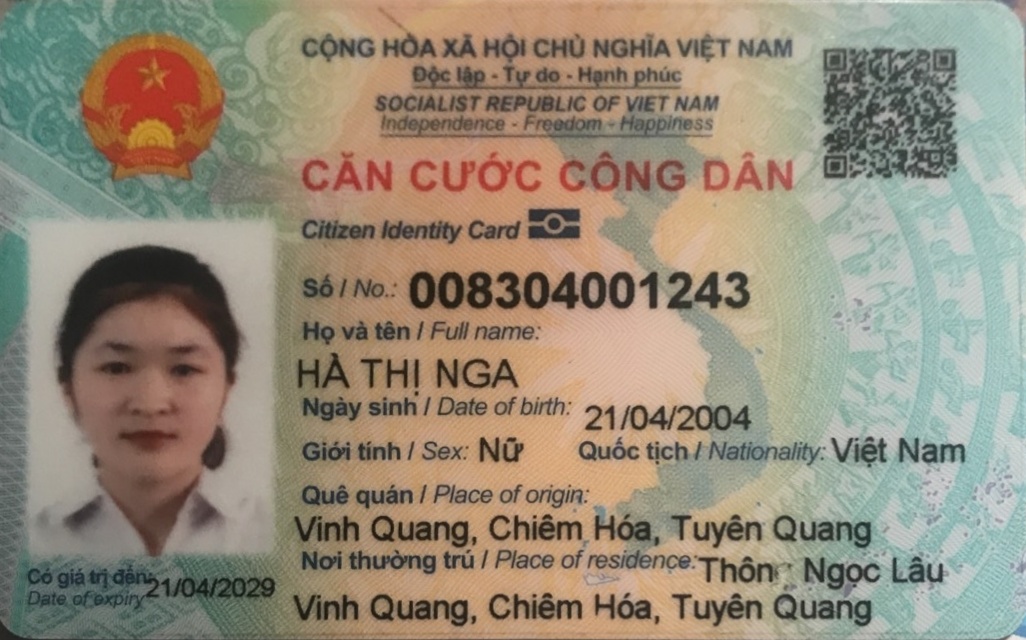 CỘNG HÒA XÃ HỘI CHỦ NGHĨA VIỆT NAM
Độc lập - Tự do - Hạnh phúc
SOCIALIST REPUBLIC OF VIET NAM
Independence - Freedom - Happiness
CĂN CƯỚC CÔNG DÂN
Citizen Identity Card
Số / No.: 008304001243
Họ và tên / Full name:
HÀ THỊ NGA
Ngày sinh / Date of birth: 21/04/2004
Giới tính / Sex: Nữ Quốc tịch / Nationality: Việt Nam
Quê quán / Place of origin:
Vinh Quang, Chiêm Hóa, Tuyên Quang
Nơi thường trú / Place of residence: Thôn Ngọc Lâu
Vinh Quang, Chiêm Hóa, Tuyên Quang
Có giá trị đến: 21/04/2029
Date of expiry